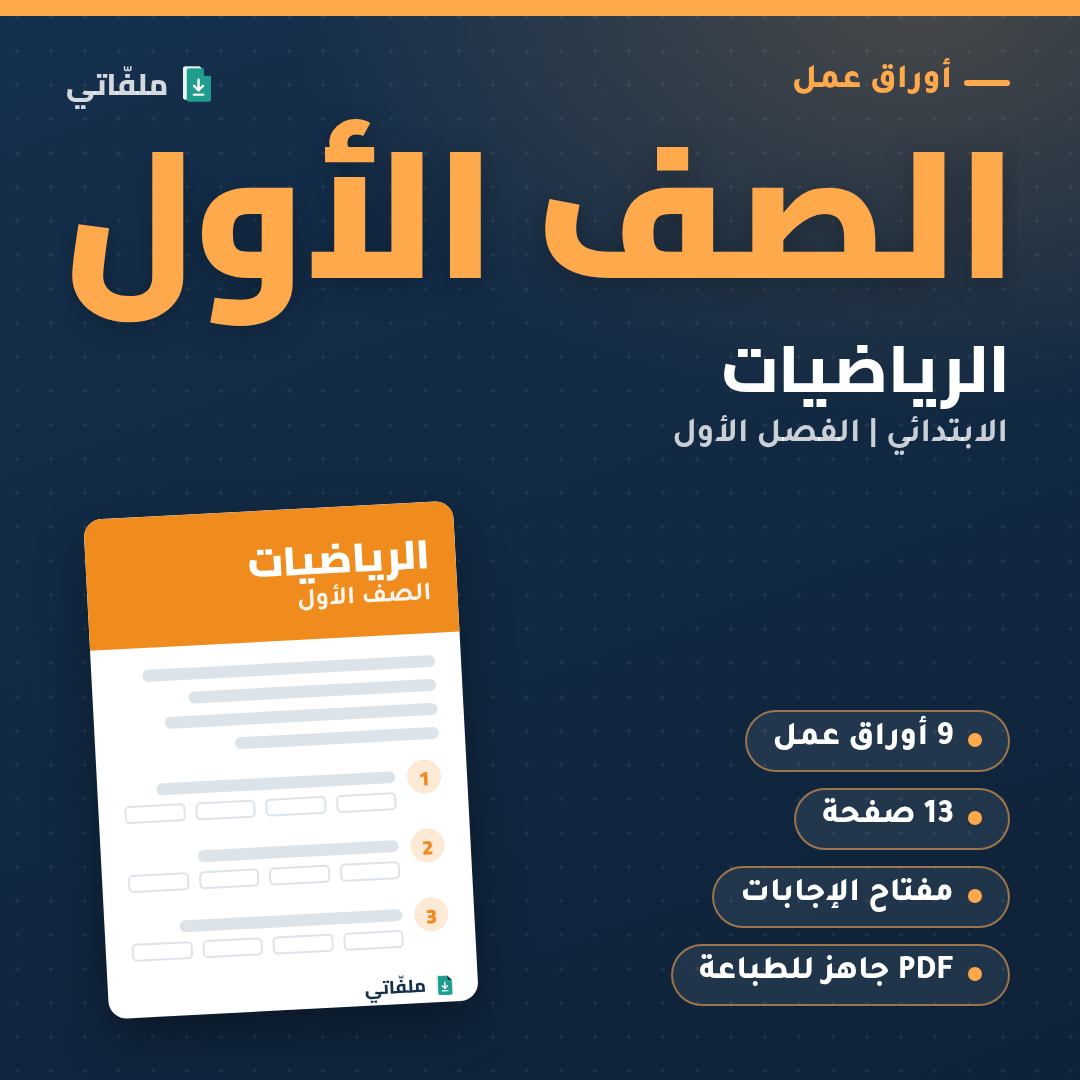 أوراق عمل
ملفّاتي
الصف الأول
الرياضيات
الابتدائي | الفصل الأول
9 أوراق عمل
13 صفحة
مفتاح الإجابات
PDF جاهز للطباعة
الرياضيات
الصف الأول
1
2
3
ملفّاتي